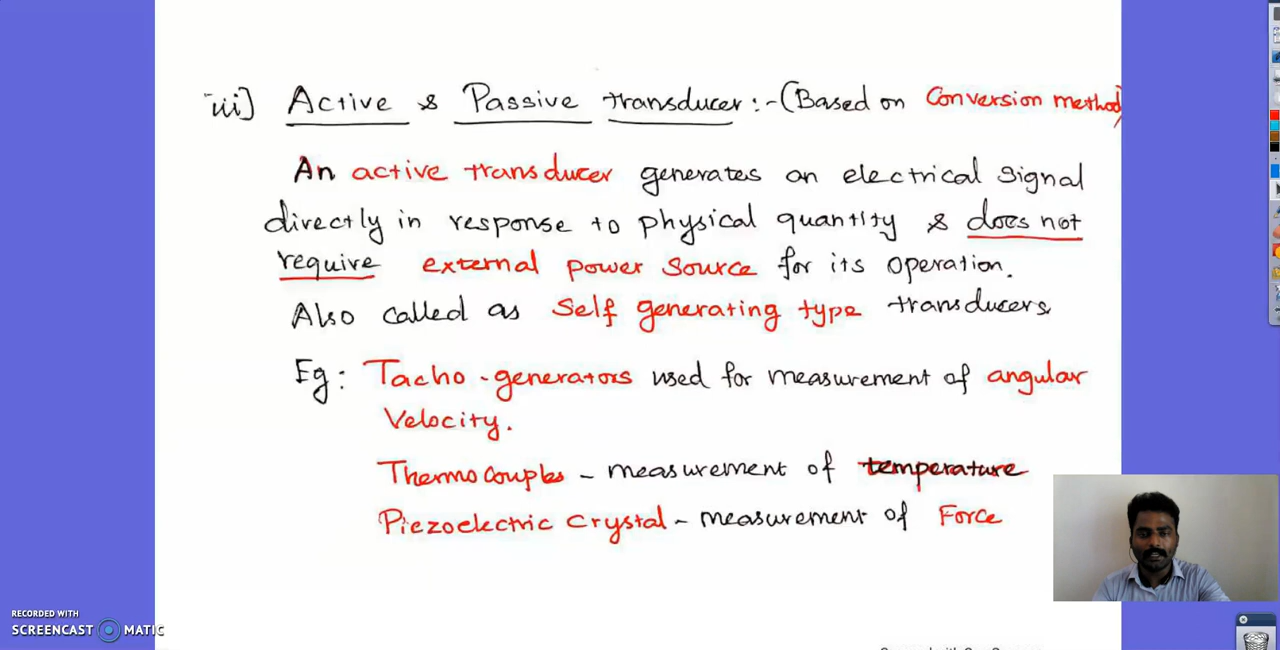 iii] Active & Passive transducer :- (Based on Conversion method)
An active transducer generates an electrical signal
directly in response to physical quantity & does not
require external power source for its operation.
Also called as self generating type transducers
Eg: Tacho-generators used for measurement of angular
Velocity.
Thermocouples - measurement of temperature
Piezoelectric crystal - measurement of Force
RECORDED WITH
SCREENCAST MATIC